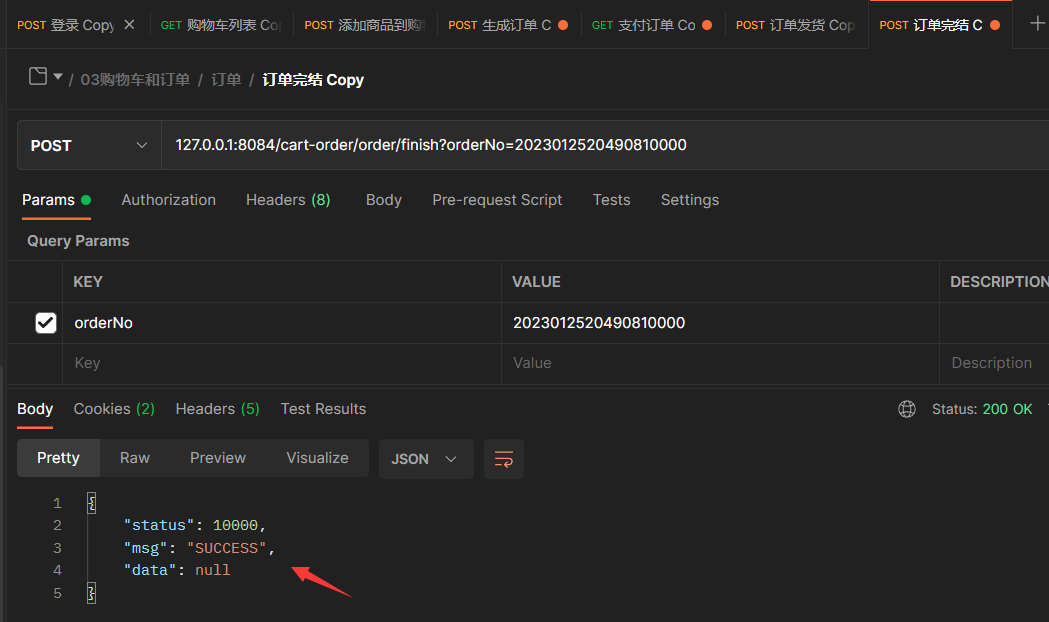 POST 登录 Copy GET 购物车列表 Co POST 添加商品到购 POST 生成订单 C GET 支付订单 Co POST 订单发货 Cop POST 订单完结 C
/ 03购物车和订单 / 订单 / 订单完结 Copy
POST 127.0.0.1:8084/cart-order/order/finish?orderNo=2023012520490810000
Params Authorization Headers (8) Body Pre-request Script Tests Settings
Query Params
KEY VALUE DESCRIPTION
orderNo 2023012520490810000
Key Value Description
Body Cookies (2) Headers (5) Test Results Status: 200 OK
Pretty Raw Preview Visualize JSON
1 {
2 "status": 10000,
3 "msg": "SUCCESS",
4 "data": null
5 }